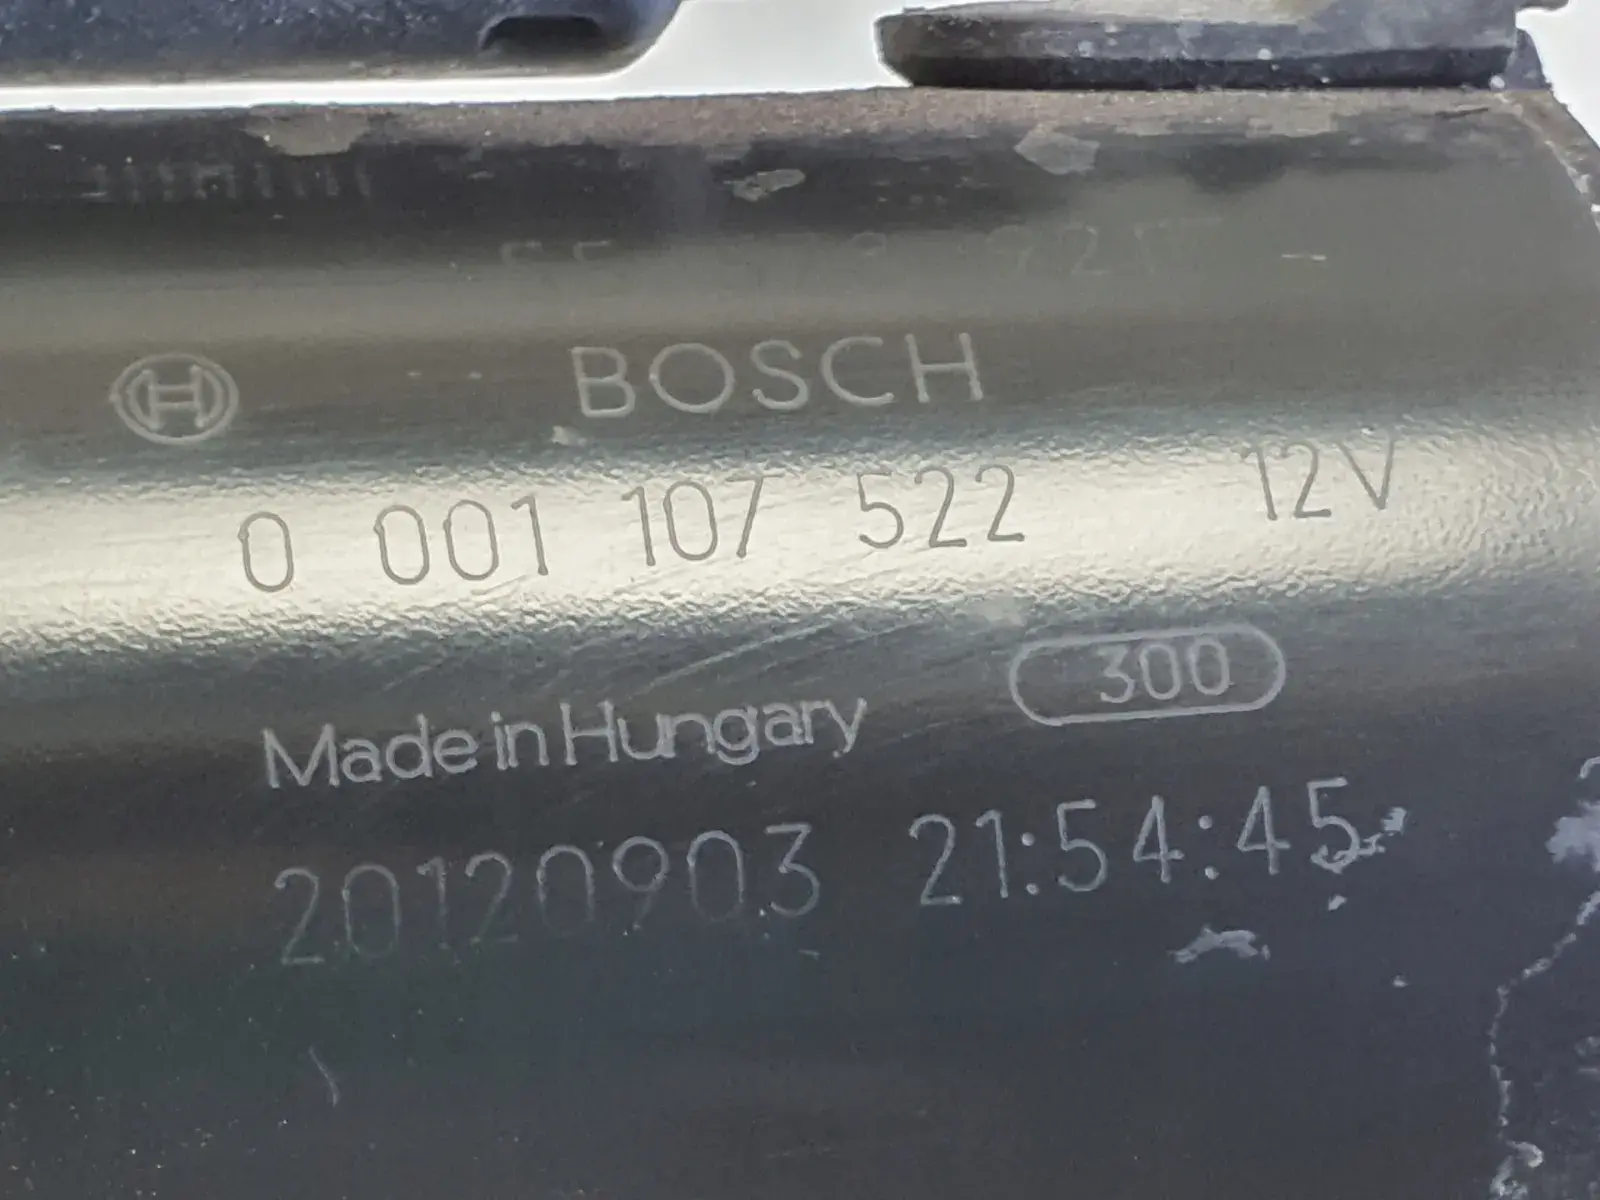 BOSCH
0 001 107 522 12V
300
Made in Hungary
20120903 21:54:45